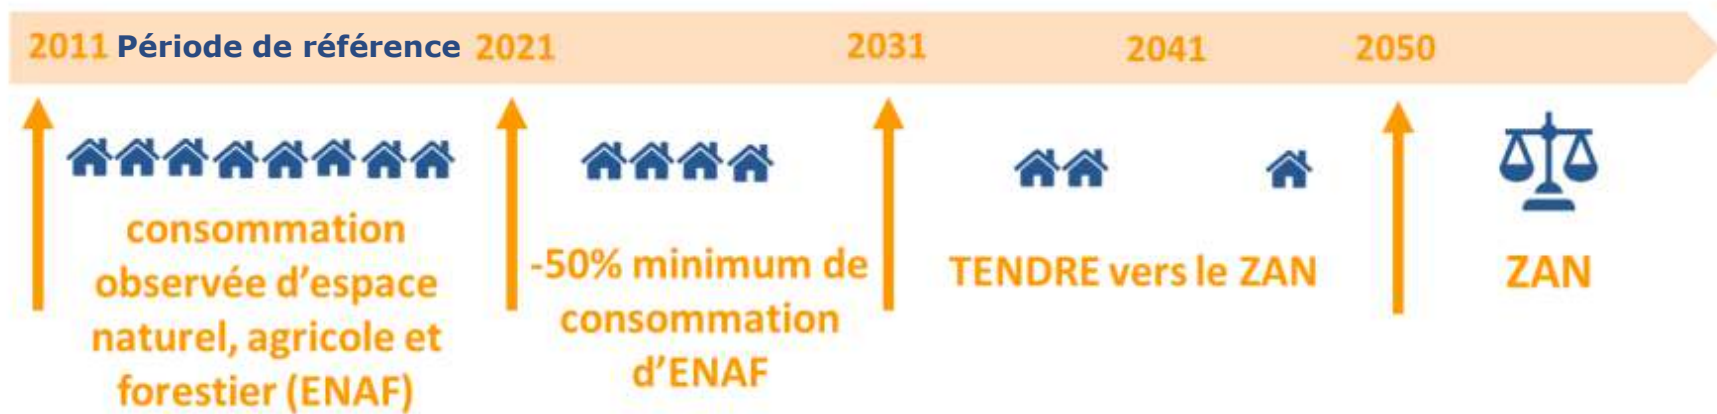 2011 Période de référence 2021 2031 2041 2050
consommation
observée d'espace
naturel, agricole et
forestier (ENAF)
-50% minimum de
consommation
d'ENAF
TENDRE vers le ZAN
ZAN